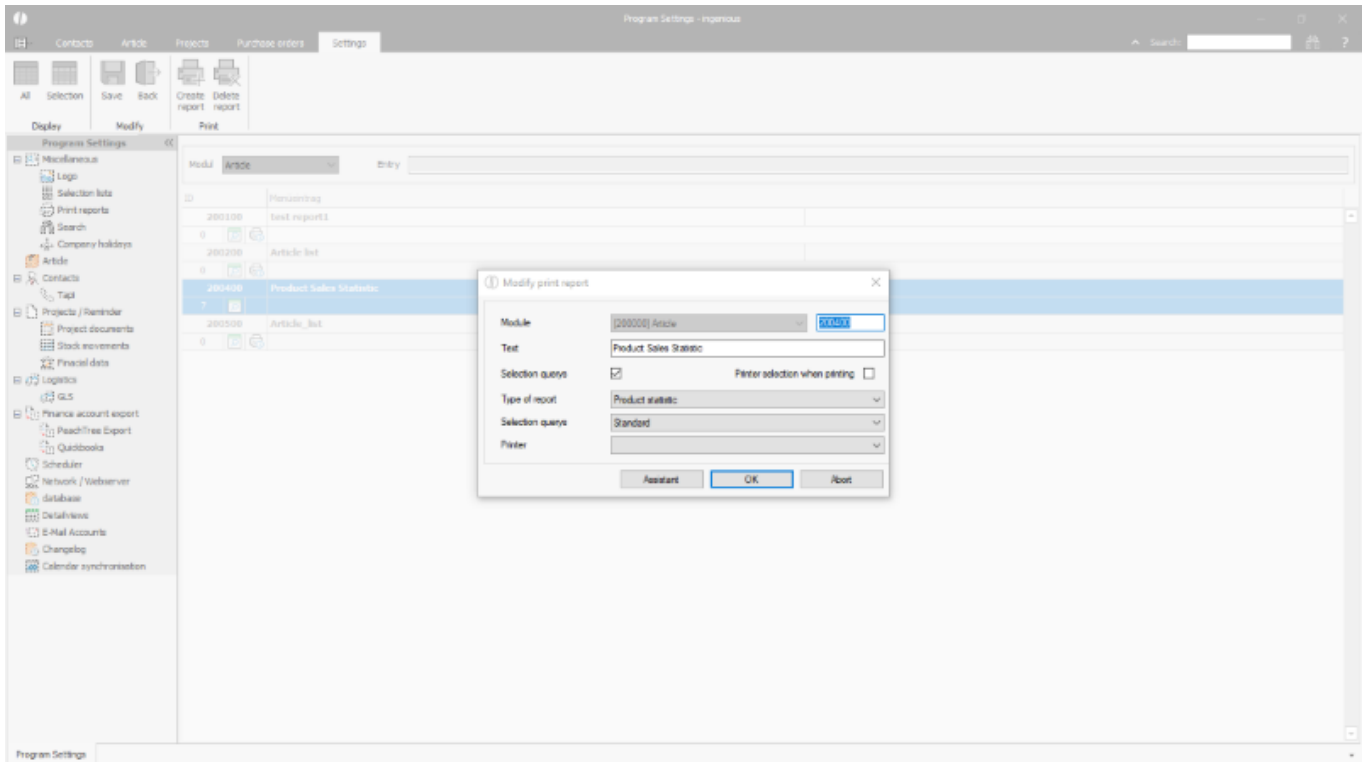 Program Settings - ingenious
Contacts Article Projects Purchase orders Settings Search: ?
All Selection Save Back Create report Delete report
Display Modify Print
Program Settings
Miscellaneous
Logo
Selection lists
Print reports
Search
Company holidays
Article
Contacts
Tapi
Projects / Reminder
Project documents
Stock movements
Finacial data
Logistics
GLS
Finance account export
PeachTree Export
Quickbooks
Scheduler
Network / Webserver
database
Detailviews
E-Mail Accounts
Changelog
Calendar synchronisation
Modul Article Entry
ID Menüeintrag
200100 test report1
0
200200 Article list
0
200400 Product Sales Statistic
7
200500 Article_list
0
Modify print report
Module [200000] Article 200400
Text Product Sales Statistic
Selection querys Printer selection when printing
Type of report Product statistic
Selection querys Standard
Printer
Assistant OK Abort
Program Settings